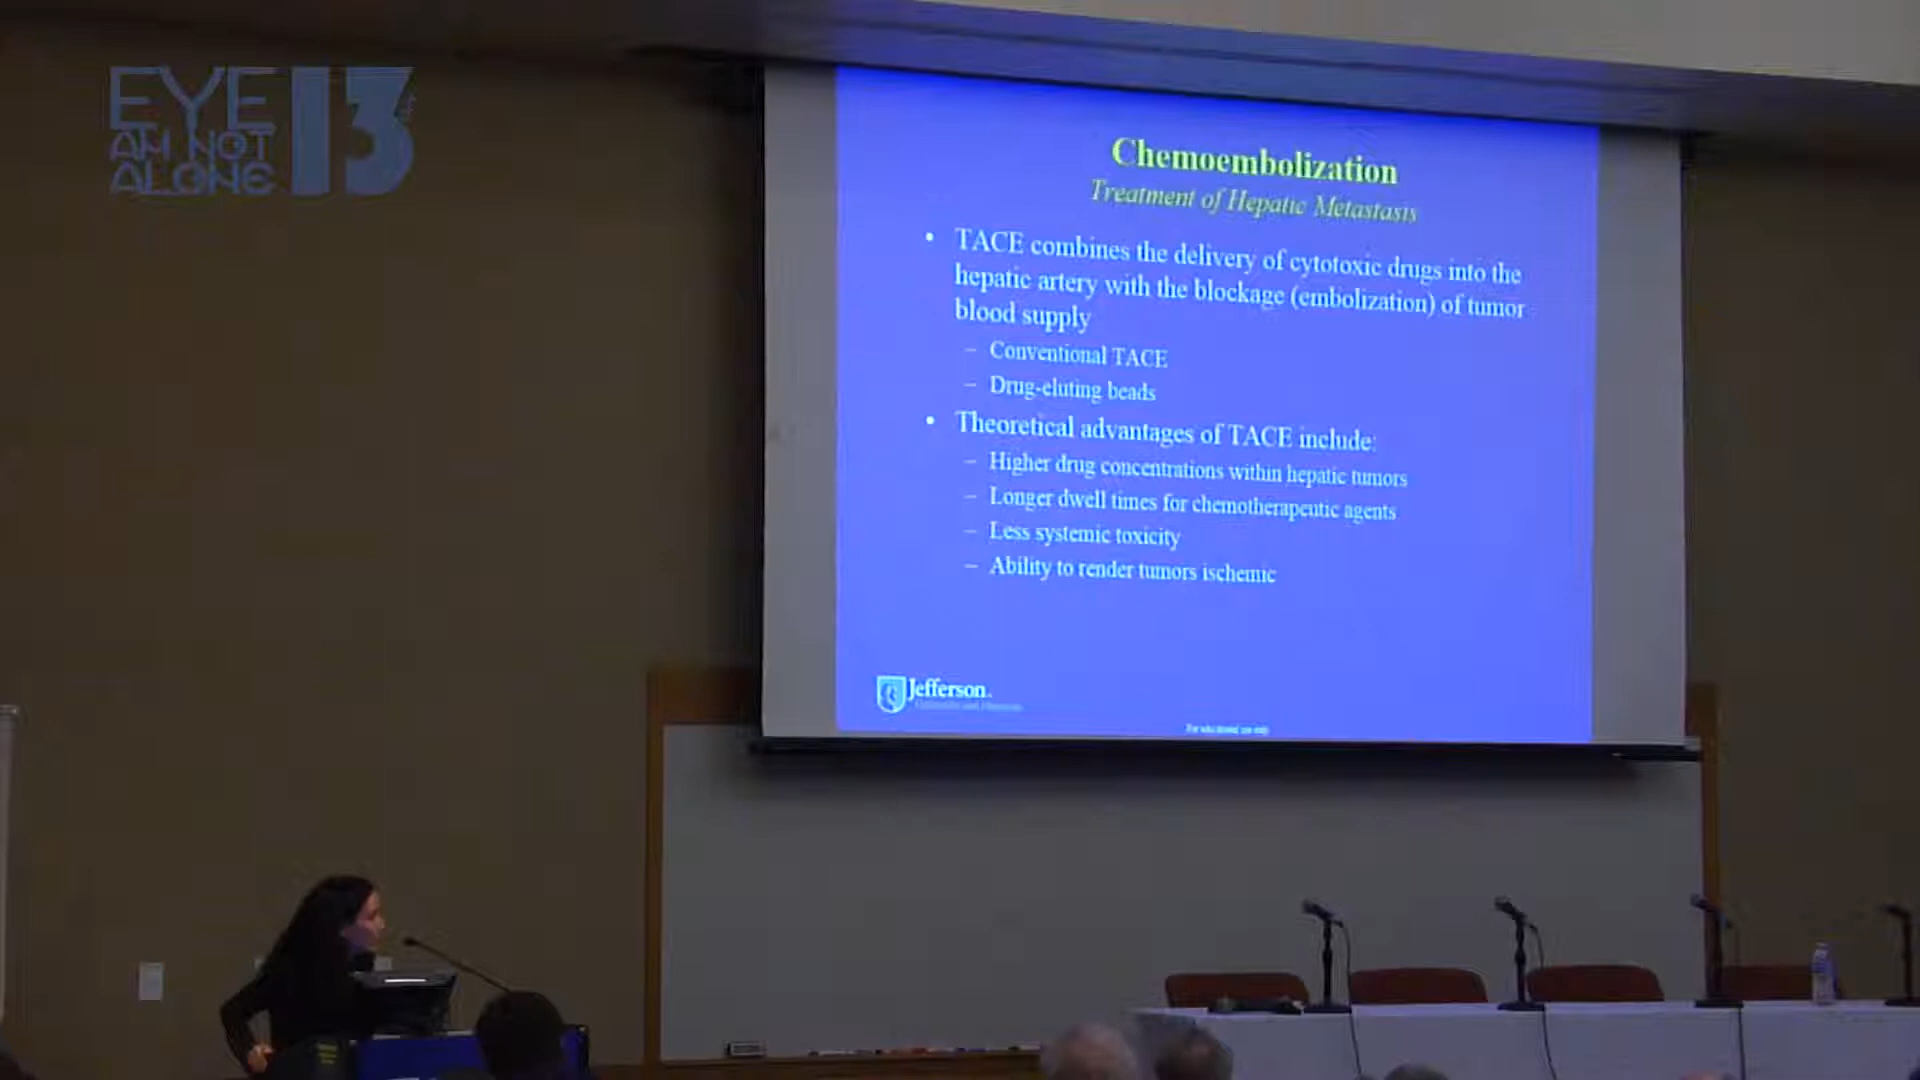 EYE
AM NOT
ALONE
13
Chemoembolization
Treatment of Hepatic Metastasis
• TACE combines the delivery of cytotoxic drugs into the
hepatic artery with the blockage (embolization) of tumor
blood supply
– Conventional TACE
– Drug-eluting beads
• Theoretical advantages of TACE include:
– Higher drug concentrations within hepatic tumors
– Longer dwell times for chemotherapeutic agents
– Less systemic toxicity
– Ability to render tumors ischemic
Jefferson.